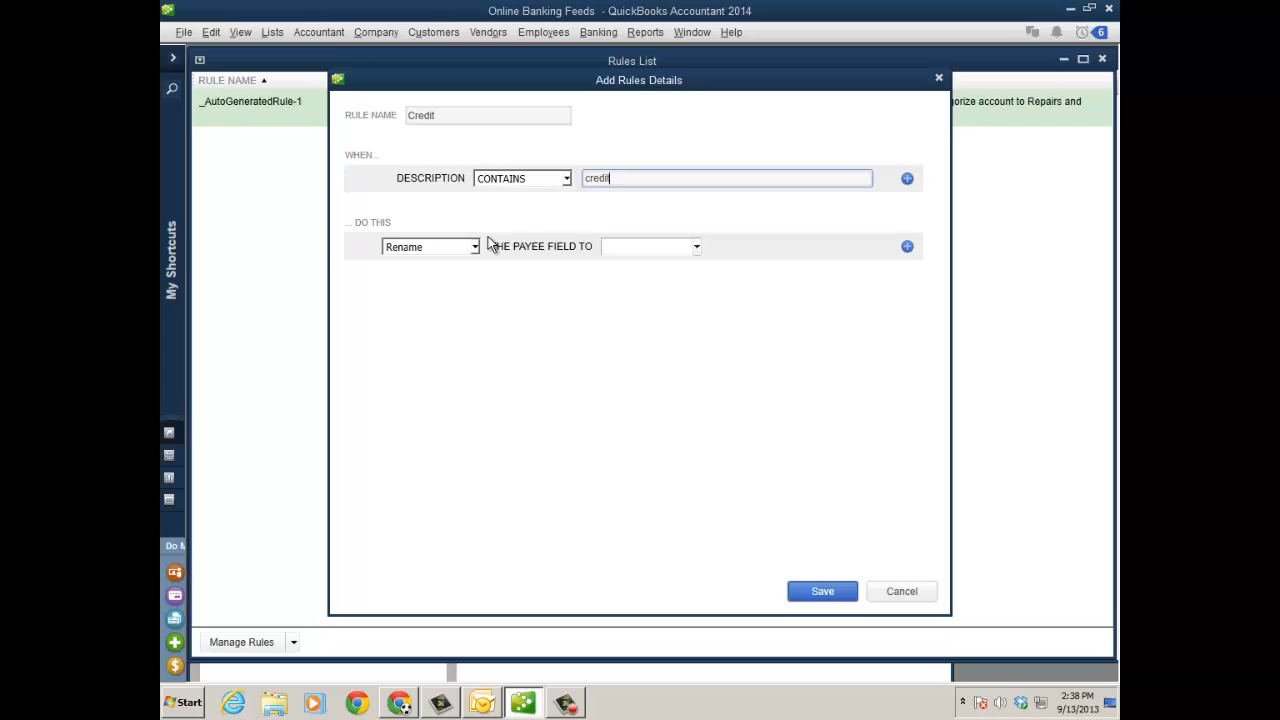 Online Banking Feeds - QuickBooks Accountant 2014
File Edit View Lists Accountant Company Customers Vendors Employees Banking Reports Window Help 6
Rules List
RULE NAME
Add Rules Details
_AutoGeneratedRule-1
orize account to Repairs and
RULE NAME Credit
WHEN...
DESCRIPTION CONTAINS credit
... DO THIS
Rename HE PAYEE FIELD TO
My Shortcuts
Do M
Save Cancel
Manage Rules
Start
2:38 PM
9/13/2013